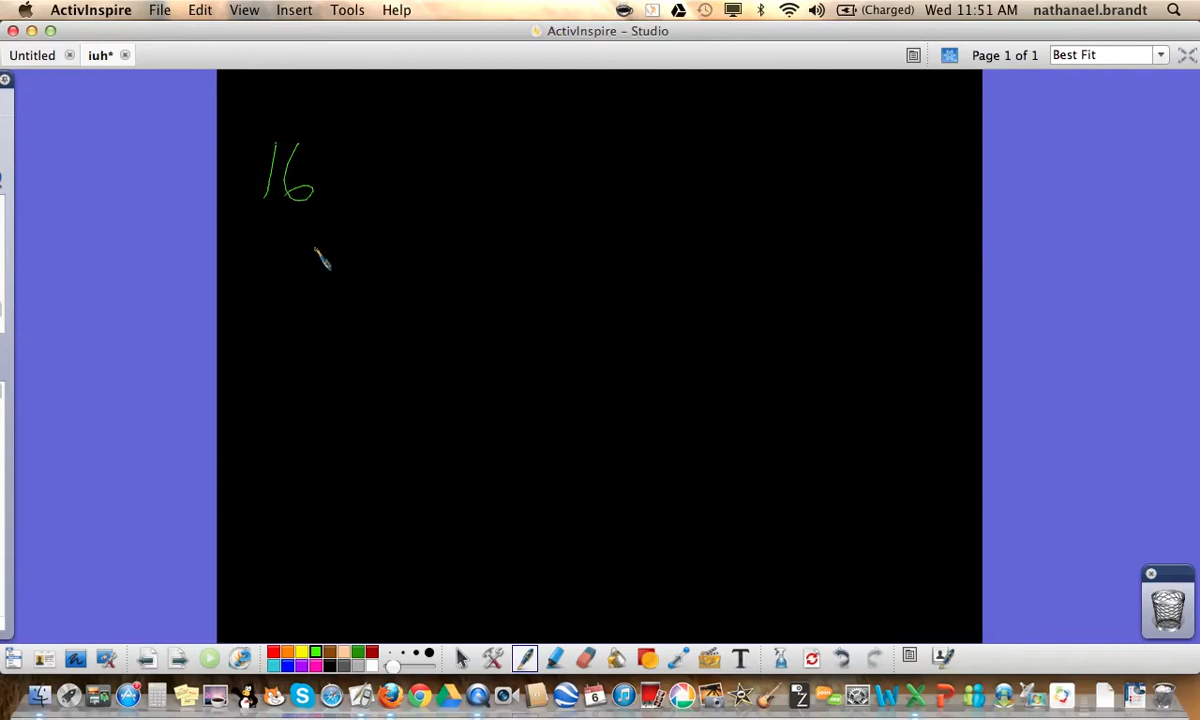 ActivInspire File Edit View Insert Tools Help (Charged) Wed 11:51 AM nathanael.brandt
ActivInspire – Studio
Untitled iuh* Page 1 of 1 Best Fit
16
T